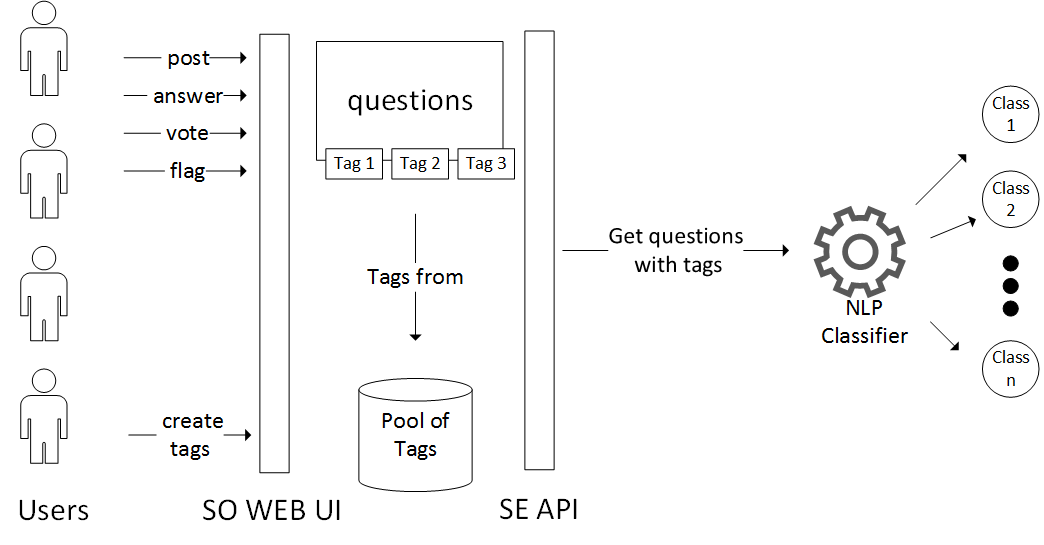 post
answer
vote
flag
create
tags
Users
SO WEB UI
questions
Tag 1
Tag 2
Tag 3
Tags from
Pool of
Tags
SE API
Get questions
with tags
NLP
Classifier
Class
1
Class
2
Class
n